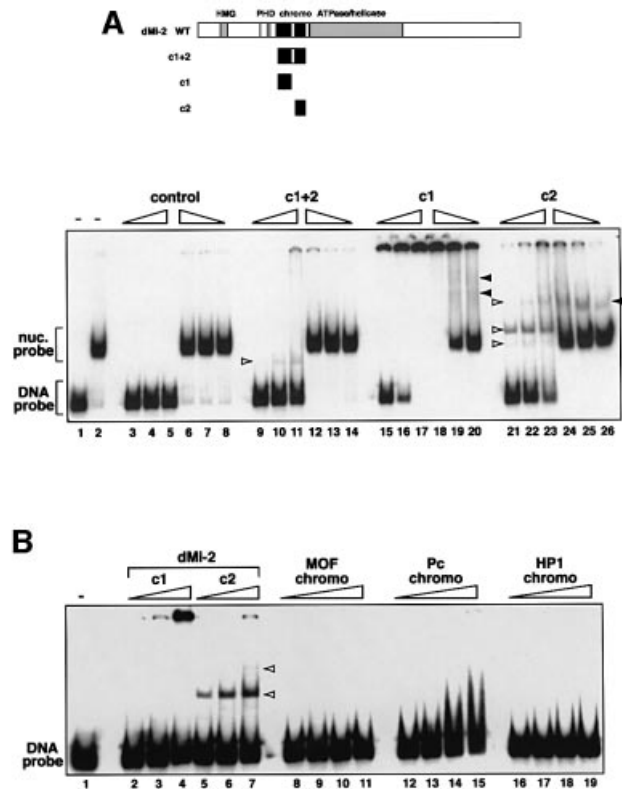 A
HMG PHD chromo ATPase/helicase
dMi-2 WT
c1+2
c1
c2
- - control c1+2 c1 c2
nuc. probe
DNA probe
1 2 3 4 5 6 7 8 9 10 11 12 13 14 15 16 17 18 19 20 21 22 23 24 25 26
B
dMi-2
- c1 c2 MOF chromo Pc chromo HP1 chromo
DNA probe
1 2 3 4 5 6 7 8 9 10 11 12 13 14 15 16 17 18 19